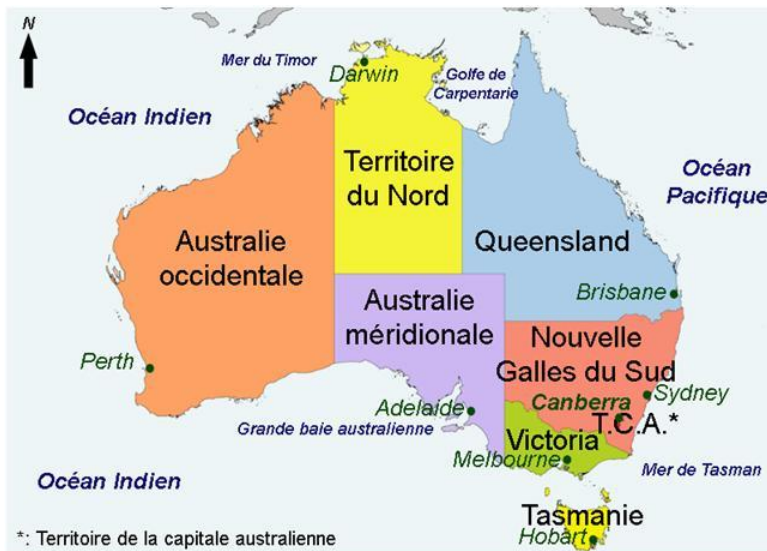 N
Mer du Timor
Darwin
Golfe de
Carpentarie
Océan Indien
Territoire
du Nord
Océan
Pacifique
Australie
occidentale
Queensland
Brisbane
Australie
méridionale
Nouvelle
Galles du Sud
Perth
Sydney
Canberra
Adelaide
T.C.A.*
Grande baie australienne
Victoria
Melbourne
Mer de Tasman
Océan Indien
Tasmanie
Hobart
*: Territoire de la capitale australienne